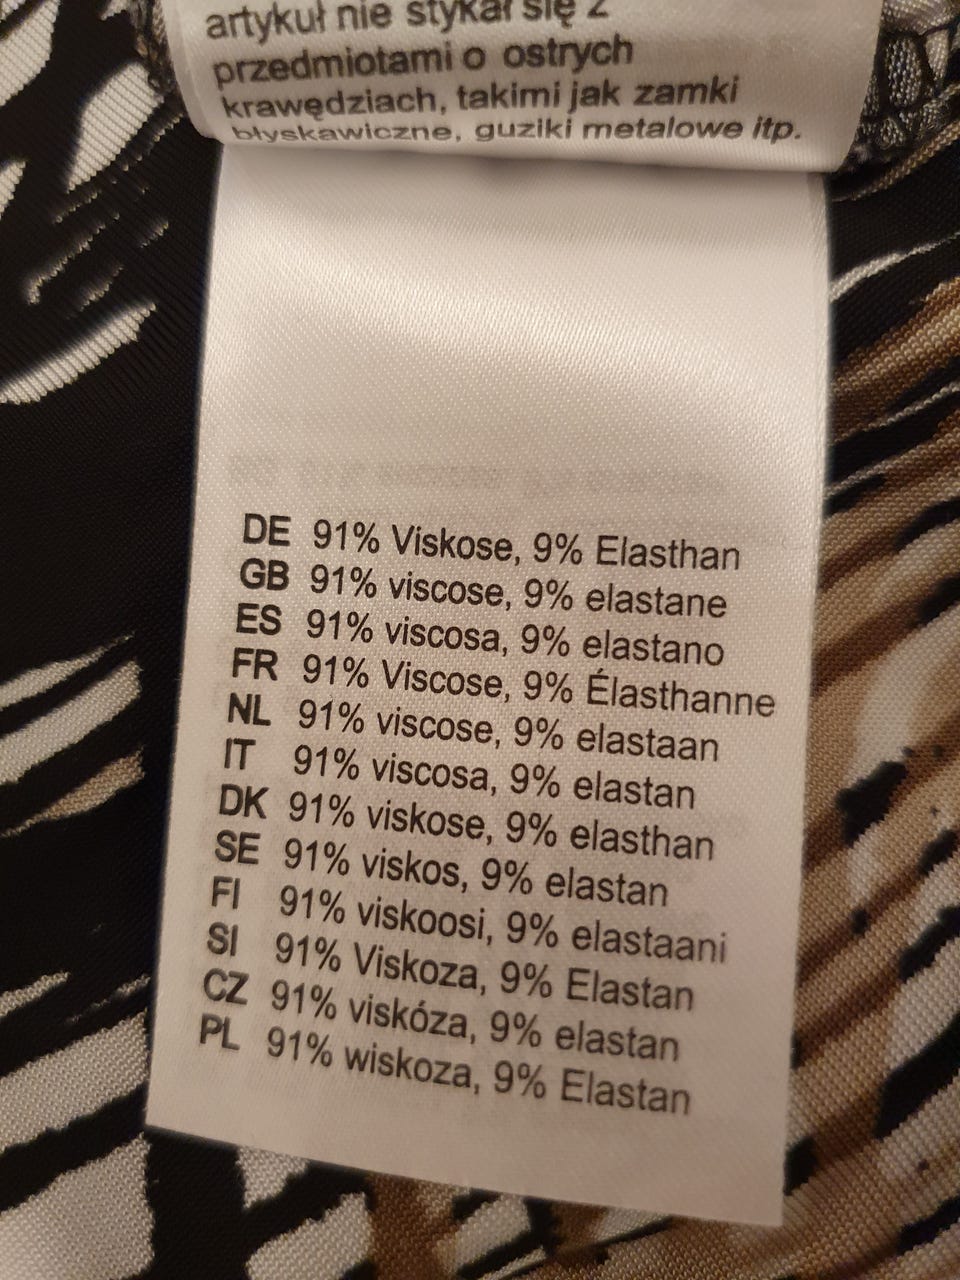 artykuł nie stykał się z
przedmiotami o ostrych
krawędziach, takimi jak zamki
błyskawiczne, guziki metalowe itp.
DE 91% Viskose, 9% Elasthan
GB 91% viscose, 9% elastane
ES 91% viscosa, 9% elastano
FR 91% Viscose, 9% Élasthanne
NL 91% viscose, 9% elastaan
IT 91% viscosa, 9% elastan
DK 91% viskose, 9% elasthan
SE 91% viskos, 9% elastan
FI 91% viskoosi, 9% elastaani
SI 91% Viskoza, 9% Elastan
CZ 91% viskóza, 9% elastan
PL 91% wiskoza, 9% Elastan